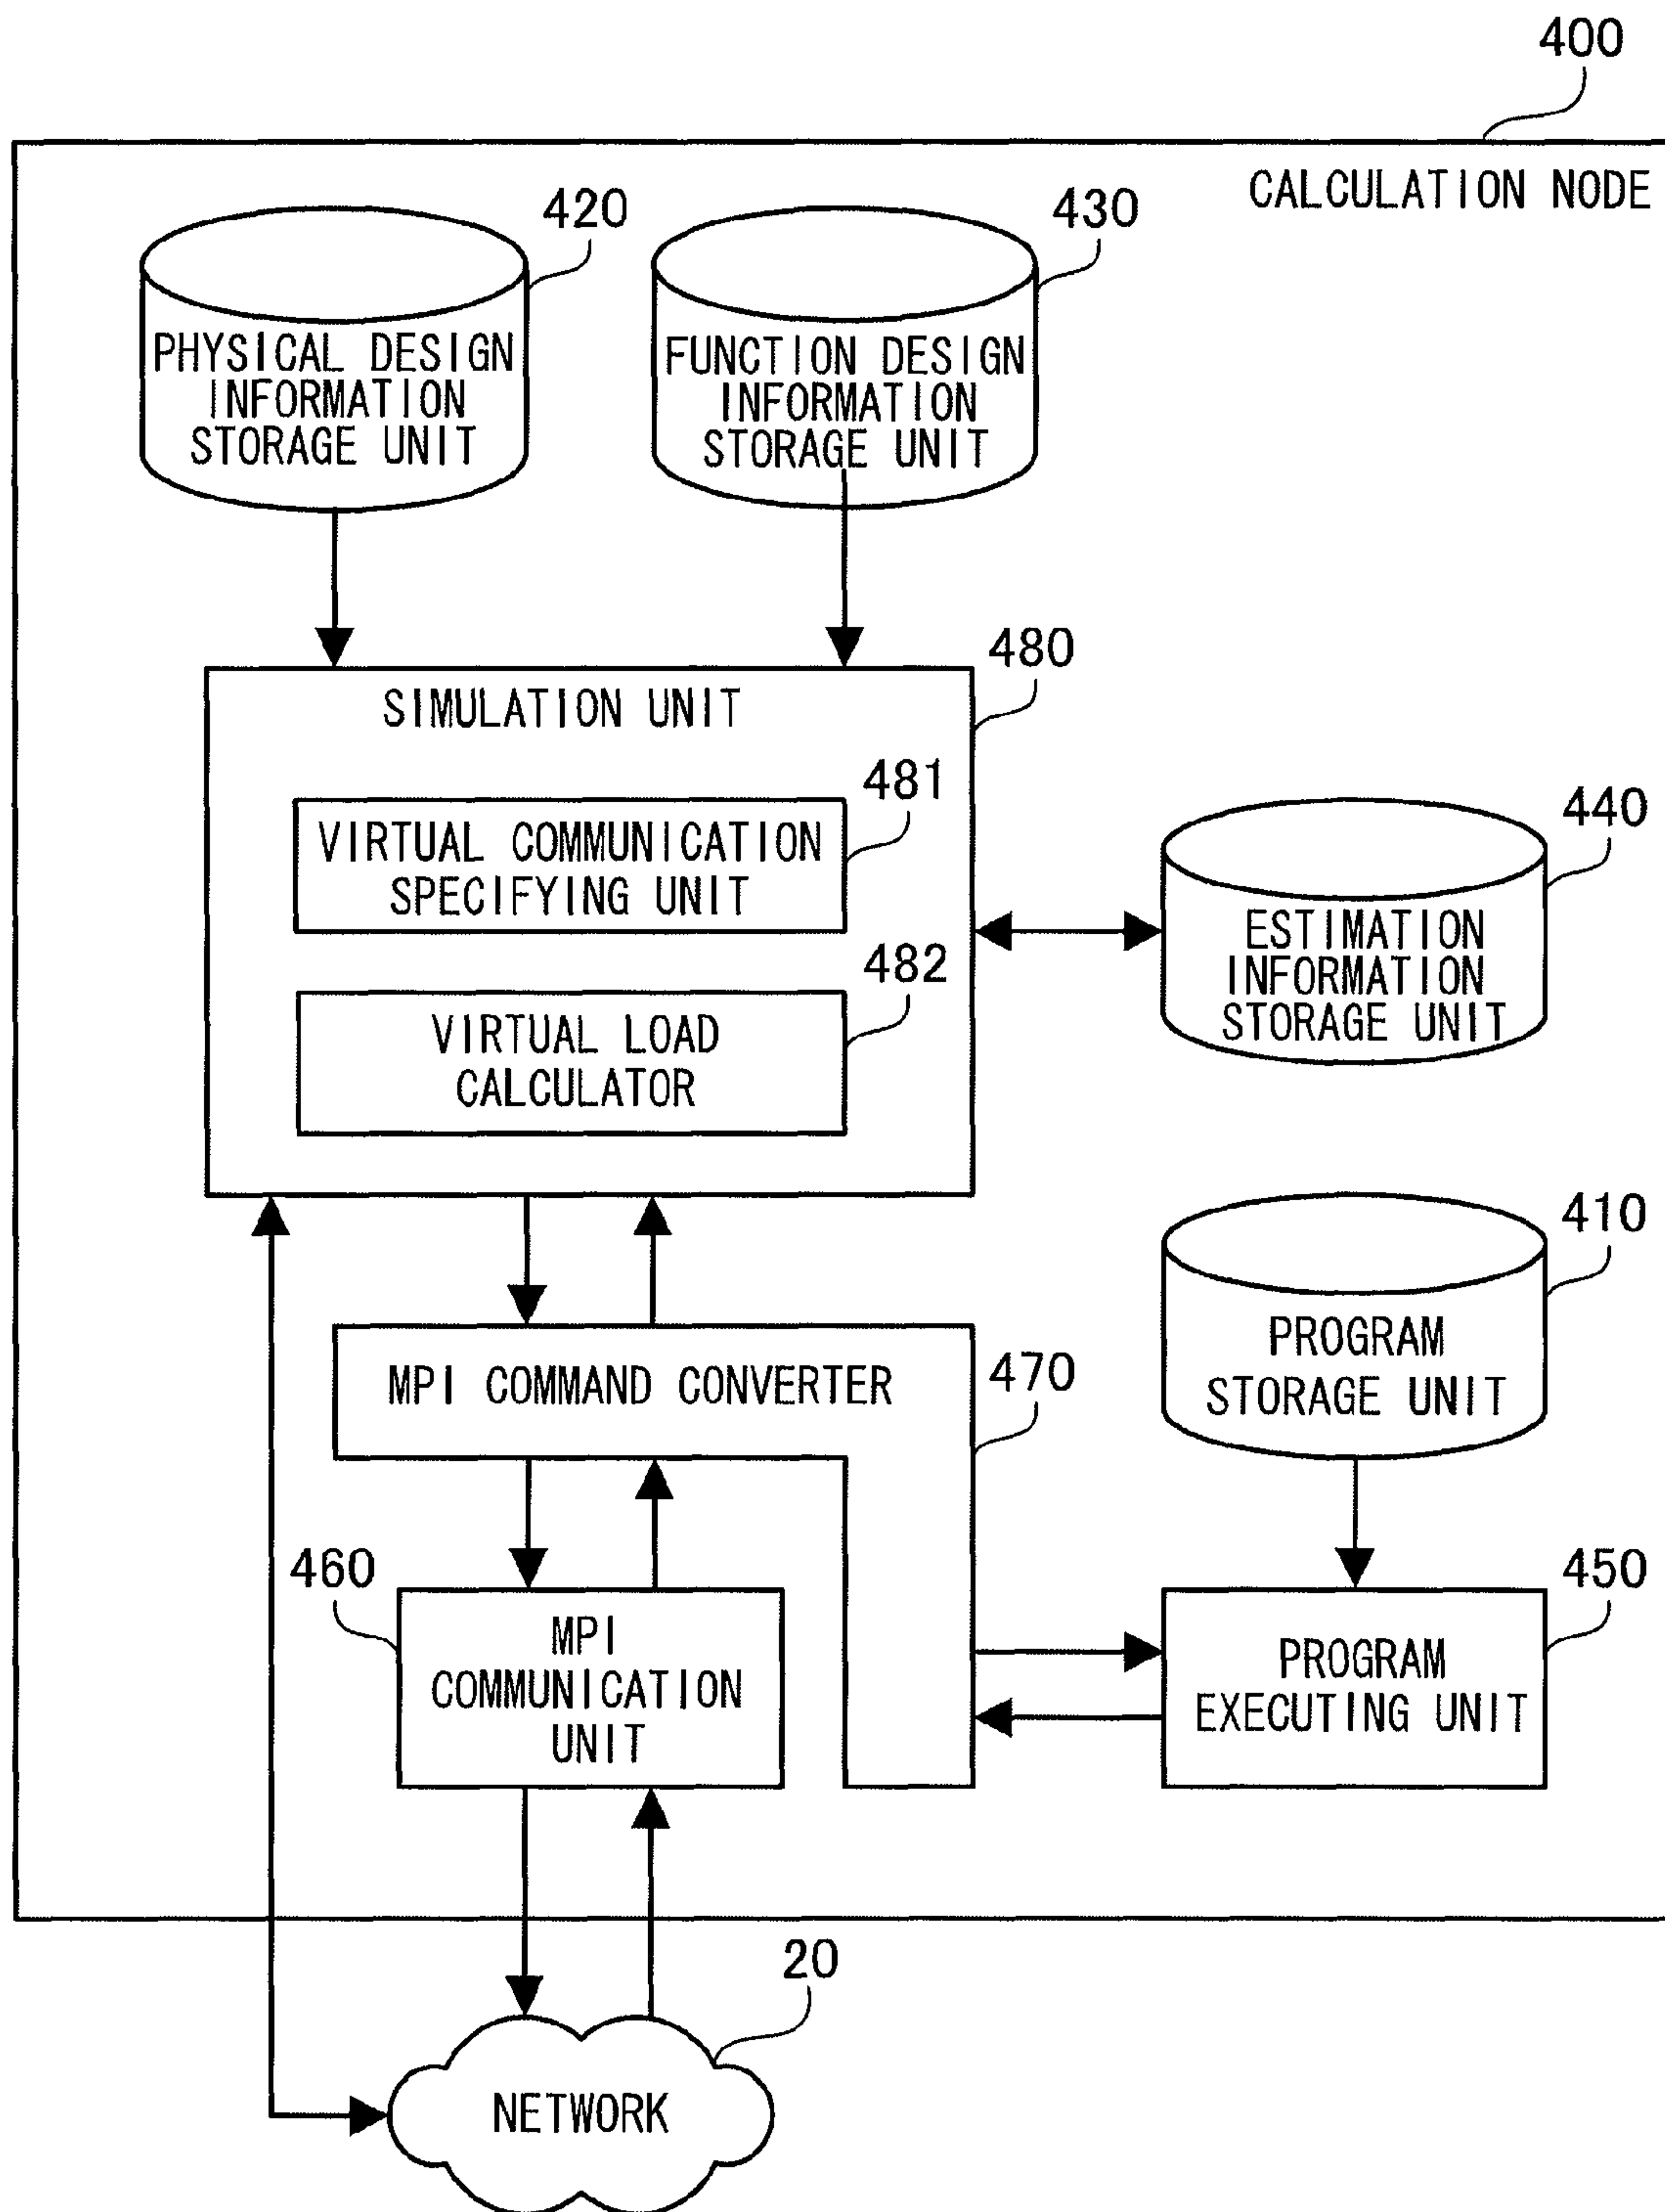 400
CALCULATION NODE
420
430
PHYSICAL DESIGN
INFORMATION
STORAGE UNIT
FUNCTION DESIGN
INFORMATION
STORAGE UNIT
480
SIMULATION UNIT
481
VIRTUAL COMMUNICATION
SPECIFYING UNIT
482
VIRTUAL LOAD
CALCULATOR
440
ESTIMATION
INFORMATION
STORAGE UNIT
410
PROGRAM
STORAGE UNIT
MPI COMMAND CONVERTER
470
460
MPI
COMMUNICATION
UNIT
450
PROGRAM
EXECUTING UNIT
20
NETWORK